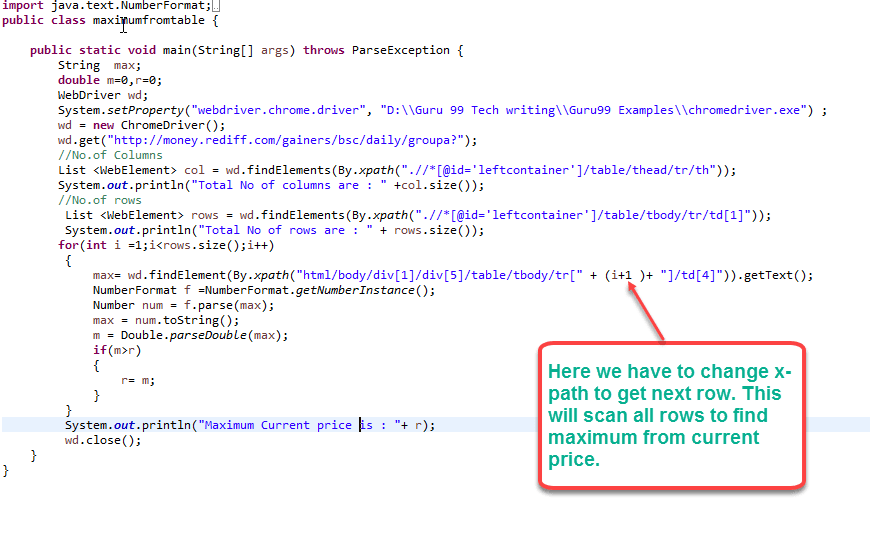 import java.text.NumberFormat;
public class maximumfromtable {
public static void main(String[] args) throws ParseException {
String  max;
double m=0,r=0;
WebDriver wd;
System.setProperty("webdriver.chrome.driver", "D:\\Guru 99 Tech writing\\Guru99 Examples\\chromedriver.exe") ;
wd = new ChromeDriver();
wd.get("http://money.rediff.com/gainers/bsc/daily/groupa?");
//No.of Columns
List <WebElement> col = wd.findElements(By.xpath(".//*[@id='leftcontainer']/table/thead/tr/th"));
System.out.println("Total No of columns are : " +col.size());
//No.of rows
List <WebElement> rows = wd.findElements(By.xpath(".//*[@id='leftcontainer']/table/tbody/tr/td[1]"));
System.out.println("Total No of rows are : " + rows.size());
for(int i =1;i<rows.size();i++)
{
max= wd.findElement(By.xpath("html/body/div[1]/div[5]/table/tbody/tr[" + (i+1 )+ "]/td[4]")).getText();
NumberFormat f =NumberFormat.getNumberInstance();
Number num = f.parse(max);
max = num.toString();
m = Double.parseDouble(max);
if(m>r)
{
r= m;
}
}
System.out.println("Maximum Current price is : "+ r);
wd.close();
}
}
Here we have to change x-
path to get next row. This
will scan all rows to find
maximum from current
price.